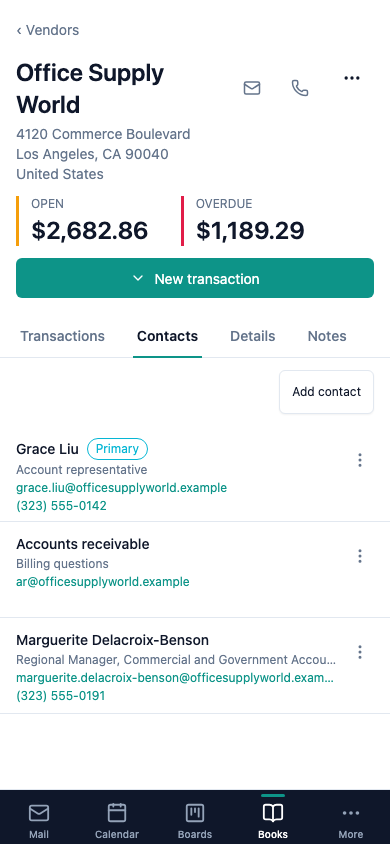 ‹ Vendors
Office Supply
World
4120 Commerce Boulevard
Los Angeles, CA 90040
United States
OPEN
$2,682.86
OVERDUE
$1,189.29
New transaction
Transactions
Contacts
Details
Notes
Add contact
Grace Liu
Primary
Account representative
grace.liu@officesupplyworld.example
(323) 555-0142
Accounts receivable
Billing questions
ar@officesupplyworld.example
Marguerite Delacroix-Benson
Regional Manager, Commercial and Government Accou...
marguerite.delacroix-benson@officesupplyworld.exam...
(323) 555-0191
Mail
Calendar
Boards
Books
More